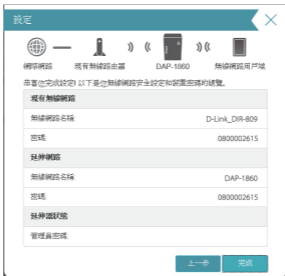 設定
網際網路 現有無線路由器 DAP-1860 無線網路用戶端
恭喜你完成設定! 以下是你無線網路安全設定和裝置密碼的總覽。
現有無線網路
無線網路名稱: D-Link_DIR-809
密碼: 0800002615
延伸網路
無線網路名稱: DAP-1860
密碼: 0800002615
延伸器狀態
管理員密碼:
上一步 完成